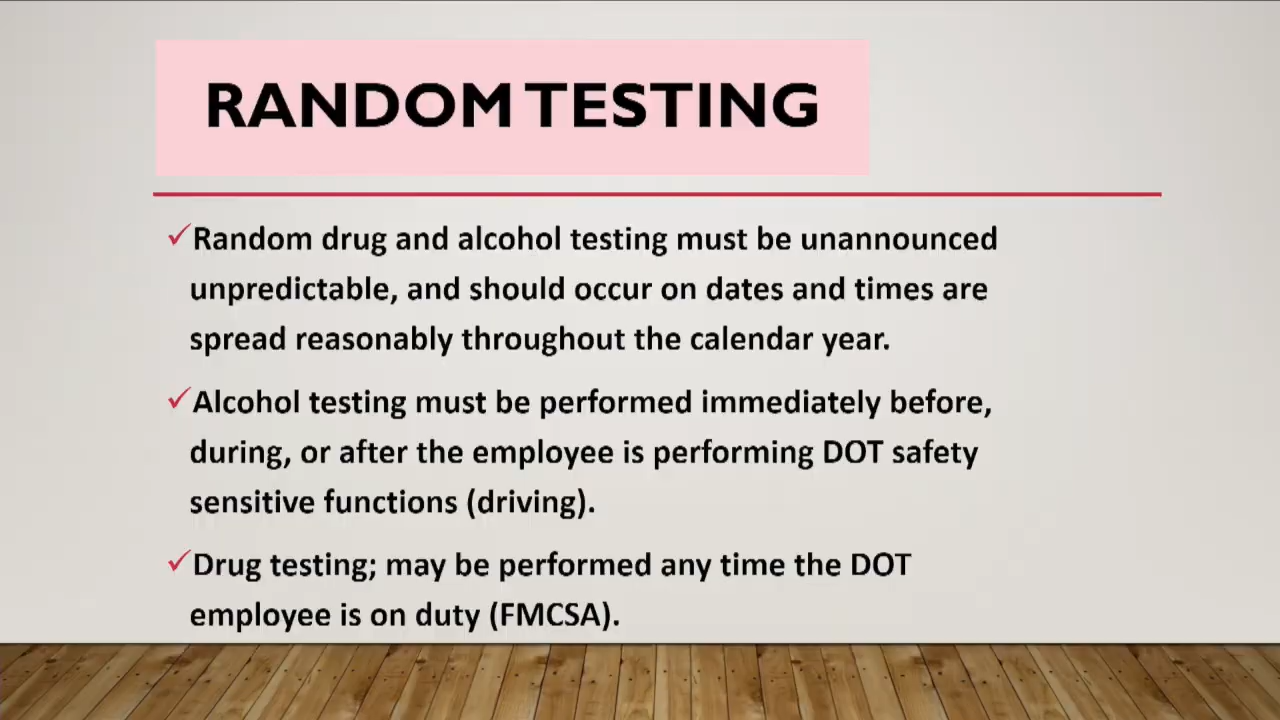 RANDOM TESTING
✓Random drug and alcohol testing must be unannounced
unpredictable, and should occur on dates and times are
spread reasonably throughout the calendar year.
✓Alcohol testing must be performed immediately before,
during, or after the employee is performing DOT safety
sensitive functions (driving).
✓Drug testing; may be performed any time the DOT
employee is on duty (FMCSA).